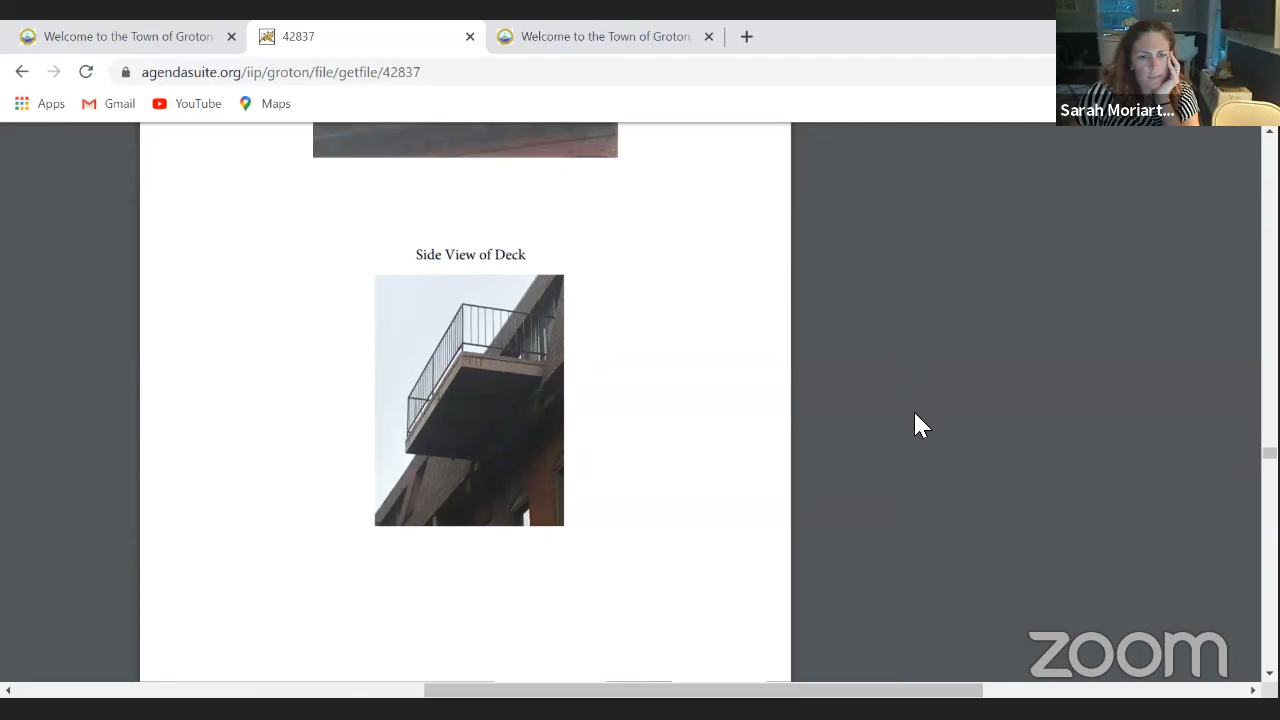 Welcome to the Town of Groton
42837
Welcome to the Town of Groton,
agendasuite.org/iip/groton/file/getfile/42837
Apps
Gmail
YouTube
Maps
Sarah Moriart...
Side View of Deck
zoom